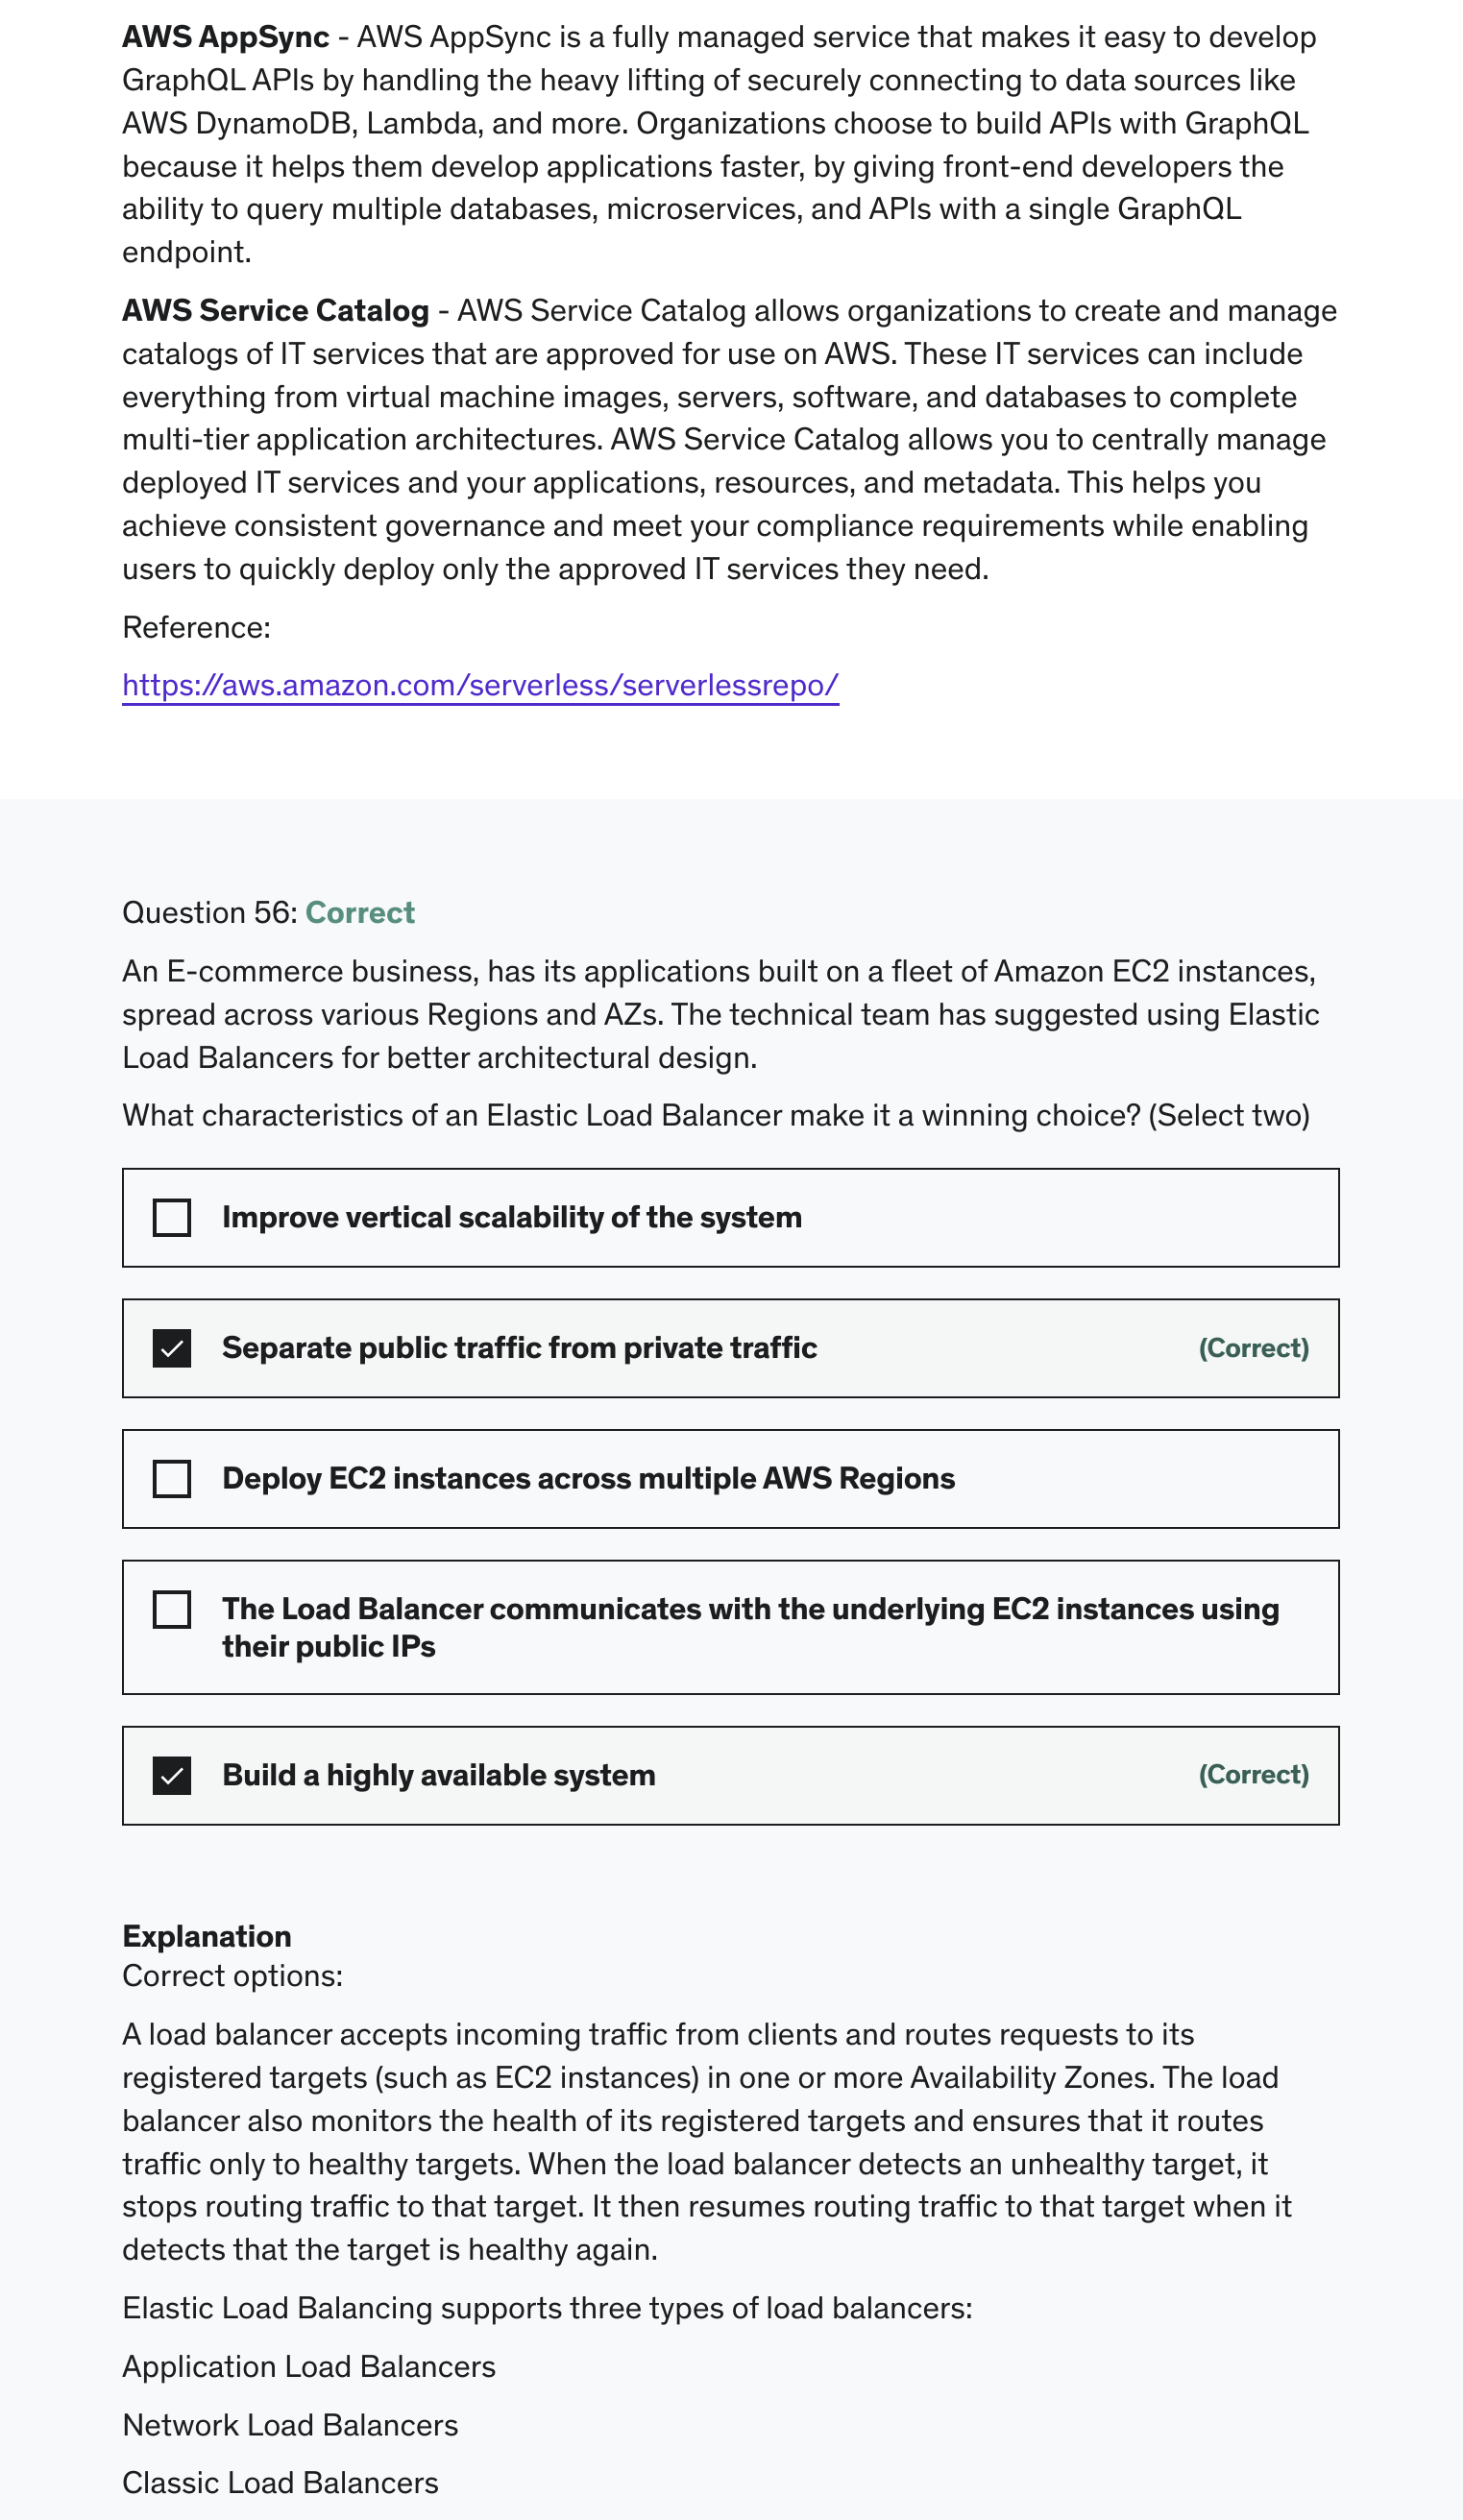 AWS AppSync - AWS AppSync is a fully managed service that makes it easy to develop
GraphQL APIs by handling the heavy lifting of securely connecting to data sources like
AWS DynamoDB, Lambda, and more. Organizations choose to build APIs with GraphQL
because it helps them develop applications faster, by giving front-end developers the
ability to query multiple databases, microservices, and APIs with a single GraphQL
endpoint.
AWS Service Catalog - AWS Service Catalog allows organizations to create and manage
catalogs of IT services that are approved for use on AWS. These IT services can include
everything from virtual machine images, servers, software, and databases to complete
multi-tier application architectures. AWS Service Catalog allows you to centrally manage
deployed IT services and your applications, resources, and metadata. This helps you
achieve consistent governance and meet your compliance requirements while enabling
users to quickly deploy only the approved IT services they need.
Reference:
https://aws.amazon.com/serverless/serverlessrepo/
Question 56: Correct
An E-commerce business, has its applications built on a fleet of Amazon EC2 instances,
spread across various Regions and AZs. The technical team has suggested using Elastic
Load Balancers for better architectural design.
What characteristics of an Elastic Load Balancer make it a winning choice? (Select two)
Improve vertical scalability of the system
Separate public traffic from private traffic (Correct)
Deploy EC2 instances across multiple AWS Regions
The Load Balancer communicates with the underlying EC2 instances using
their public IPs
Build a highly available system (Correct)
Explanation
Correct options:
A load balancer accepts incoming traffic from clients and routes requests to its
registered targets (such as EC2 instances) in one or more Availability Zones. The load
balancer also monitors the health of its registered targets and ensures that it routes
traffic only to healthy targets. When the load balancer detects an unhealthy target, it
stops routing traffic to that target. It then resumes routing traffic to that target when it
detects that the target is healthy again.
Elastic Load Balancing supports three types of load balancers:
Application Load Balancers
Network Load Balancers
Classic Load Balancers